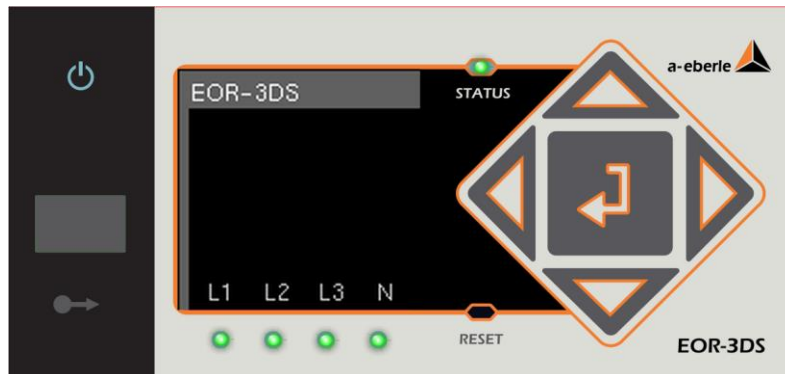 a-eberle
EOR-3DS
STATUS
L1 L2 L3 N
RESET
EOR-3DS